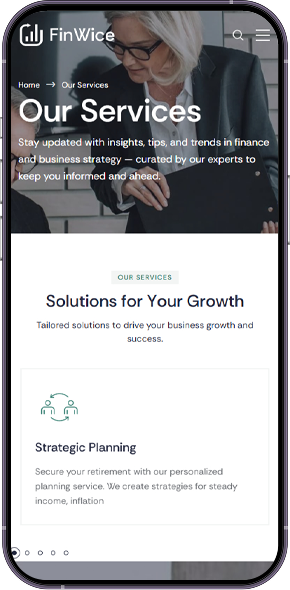 FinWice
Home → Our Services
Our Services
Stay updated with insights, tips, and trends in finance
and business strategy — curated by our experts to
keep you informed and ahead.
OUR SERVICES
Solutions for Your Growth
Tailored solutions to drive your business growth and
success.
Strategic Planning
Secure your retirement with our personalized
planning service. We create strategies for steady
income, inflation